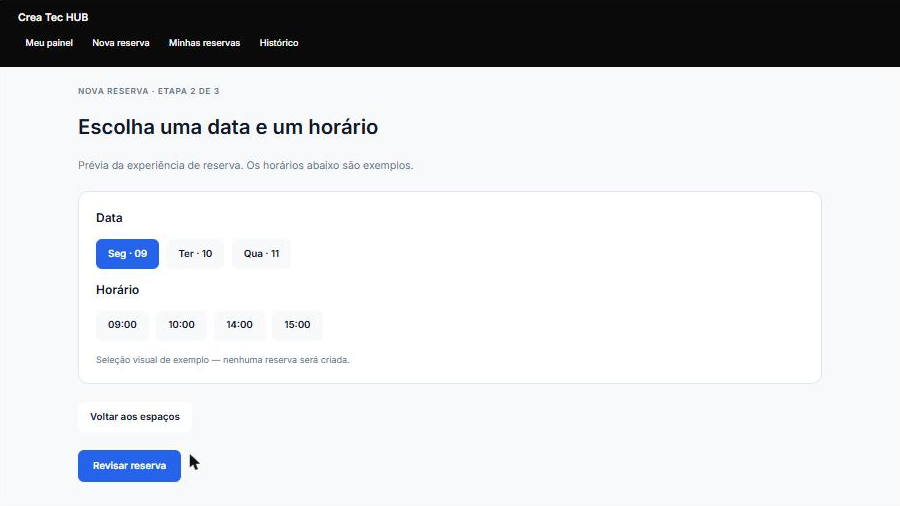 Crea Tec HUB
Meu painel Nova reserva Minhas reservas Histórico
NOVA RESERVA · ETAPA 2 DE 3
Escolha uma data e um horário
Prévia da experiência de reserva. Os horários abaixo são exemplos.
Data
Seg · 09 Ter · 10 Qua · 11
Horário
09:00 10:00 14:00 15:00
Seleção visual de exemplo — nenhuma reserva será criada.
Voltar aos espaços
Revisar reserva